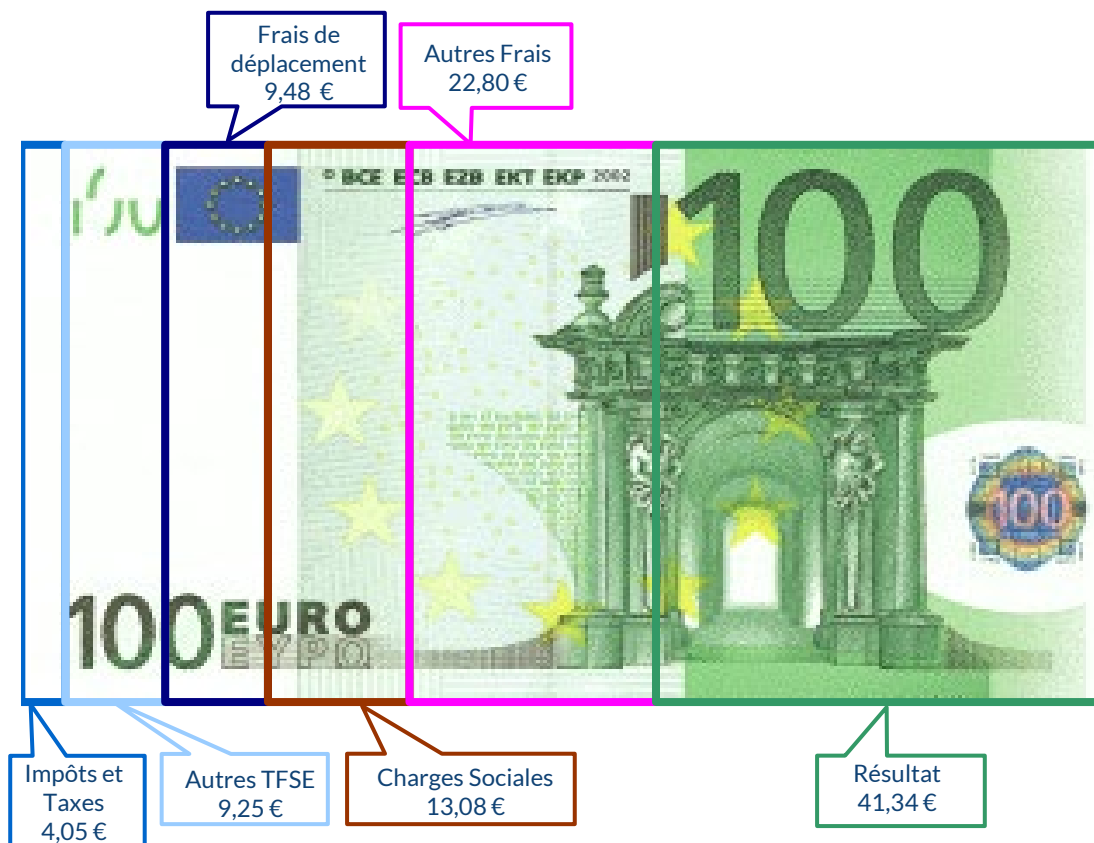 Frais de
déplacement
9,48 €
Autres Frais
22,80 €
© BCE ECB EZB EKT EKP 2002
100
100
100 EURO
ΕΥΡΩ
Impôts et
Taxes
4,05 €
Autres TFSE
9,25 €
Charges Sociales
13,08 €
Résultat
41,34 €